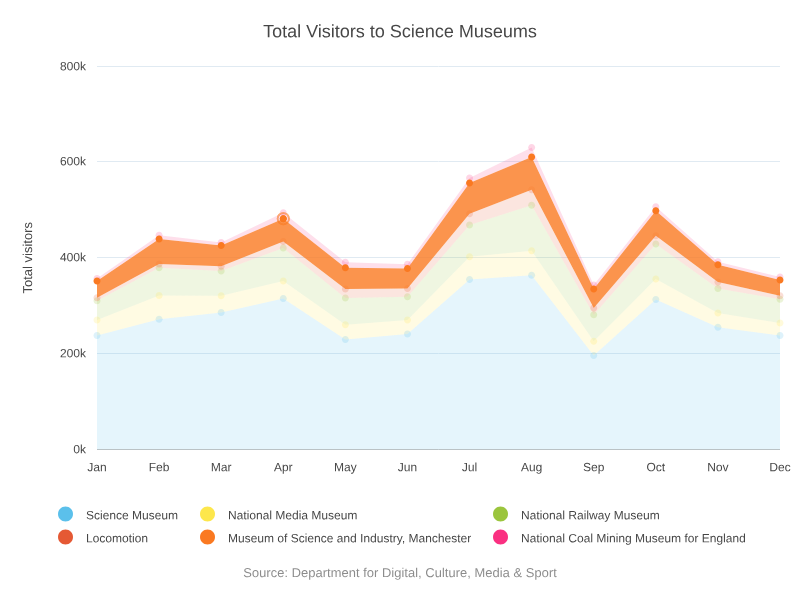 Total Visitors to Science Museums
800k
600k
400k
200k
0k
Total visitors
Jan Feb Mar Apr May Jun Jul Aug Sep Oct Nov Dec
Science Museum National Media Museum National Railway Museum
Locomotion Museum of Science and Industry, Manchester National Coal Mining Museum for England
Source: Department for Digital, Culture, Media & Sport